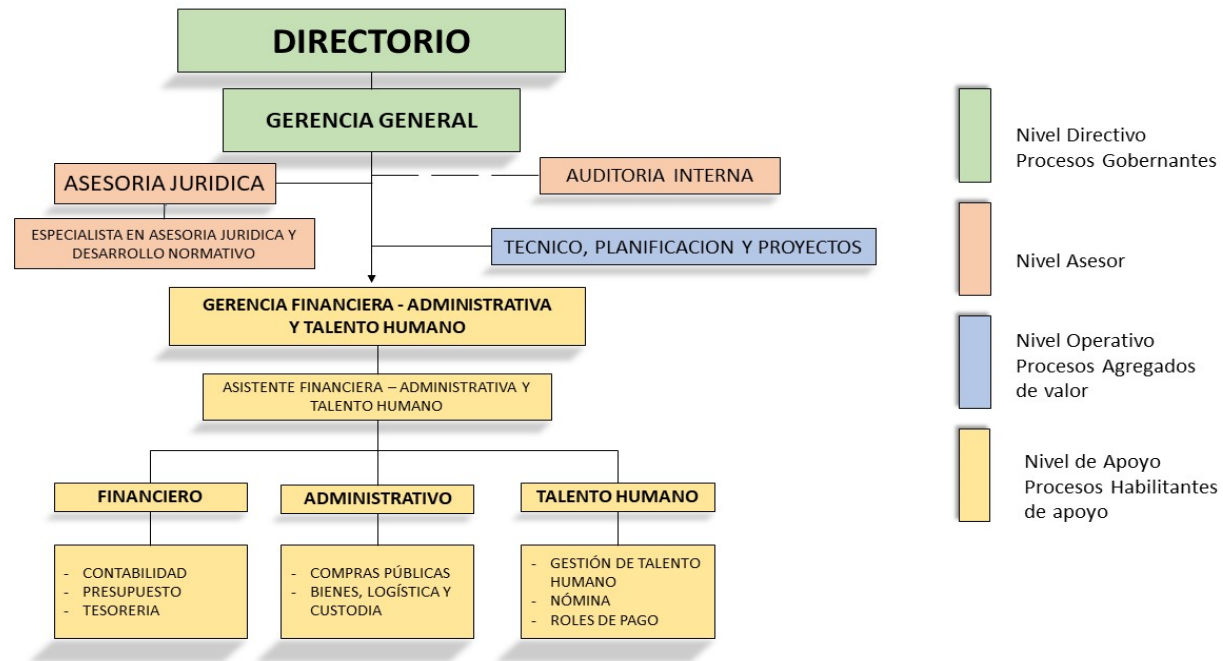 DIRECTORIO
GERENCIA GENERAL
ASESORIA JURIDICA
AUDITORIA INTERNA
ESPECIALISTA EN ASESORIA JURIDICA Y
DESARROLLO NORMATIVO
TECNICO, PLANIFICACION Y PROYECTOS
GERENCIA FINANCIERA - ADMINISTRATIVA
Y TALENTO HUMANO
ASISTENTE FINANCIERA – ADMINISTRATIVA Y
TALENTO HUMANO
FINANCIERO
ADMINISTRATIVO
TALENTO HUMANO
- CONTABILIDAD
- PRESUPUESTO
- TESORERIA
- COMPRAS PÚBLICAS
- BIENES, LOGÍSTICA Y
CUSTODIA
- GESTIÓN DE TALENTO
HUMANO
- NÓMINA
- ROLES DE PAGO
Nivel Directivo
Procesos Gobernantes
Nivel Asesor
Nivel Operativo
Procesos Agregados
de valor
Nivel de Apoyo
Procesos Habilitantes
de apoyo